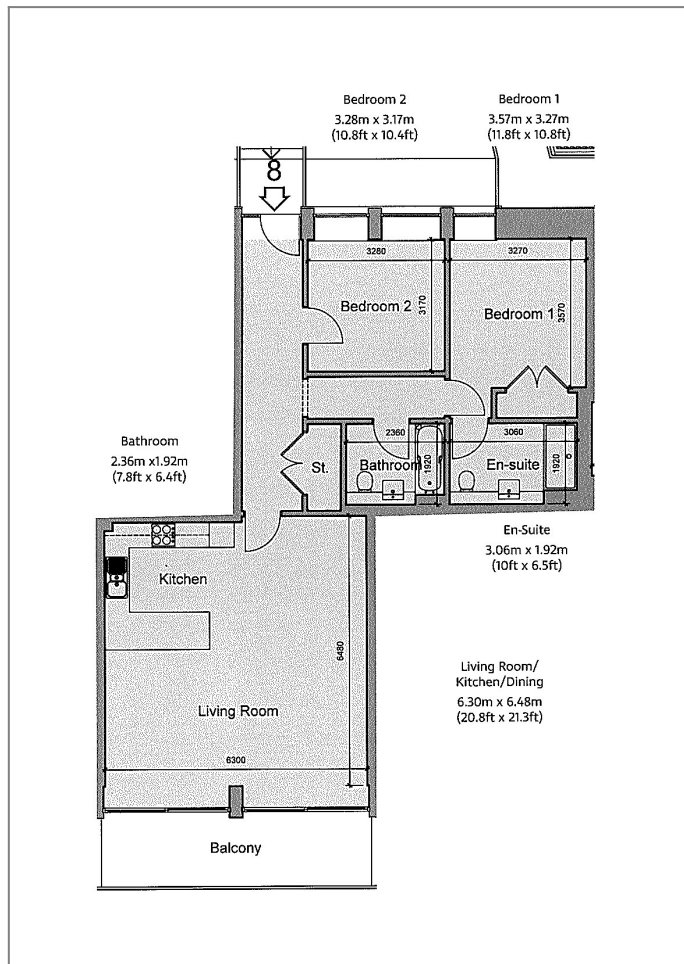 Bedroom 2
3.28m x 3.17m
(10.8ft x 10.4ft)
Bedroom 1
3.57m x 3.27m
(11.8ft x 10.8ft)
8
3280
3270
Bedroom 2
3170
Bedroom 1
3570
Bathroom
2.36m x1.92m
(7.8ft x 6.4ft)
St.
2360
Bathroom
1920
3060
En-suite
1920
En-Suite
3.06m x 1.92m
(10ft x 6.5ft)
Kitchen
6480
Living Room/
Kitchen/Dining
6.30m x 6.48m
(20.8ft x 21.3ft)
Living Room
6300
Balcony